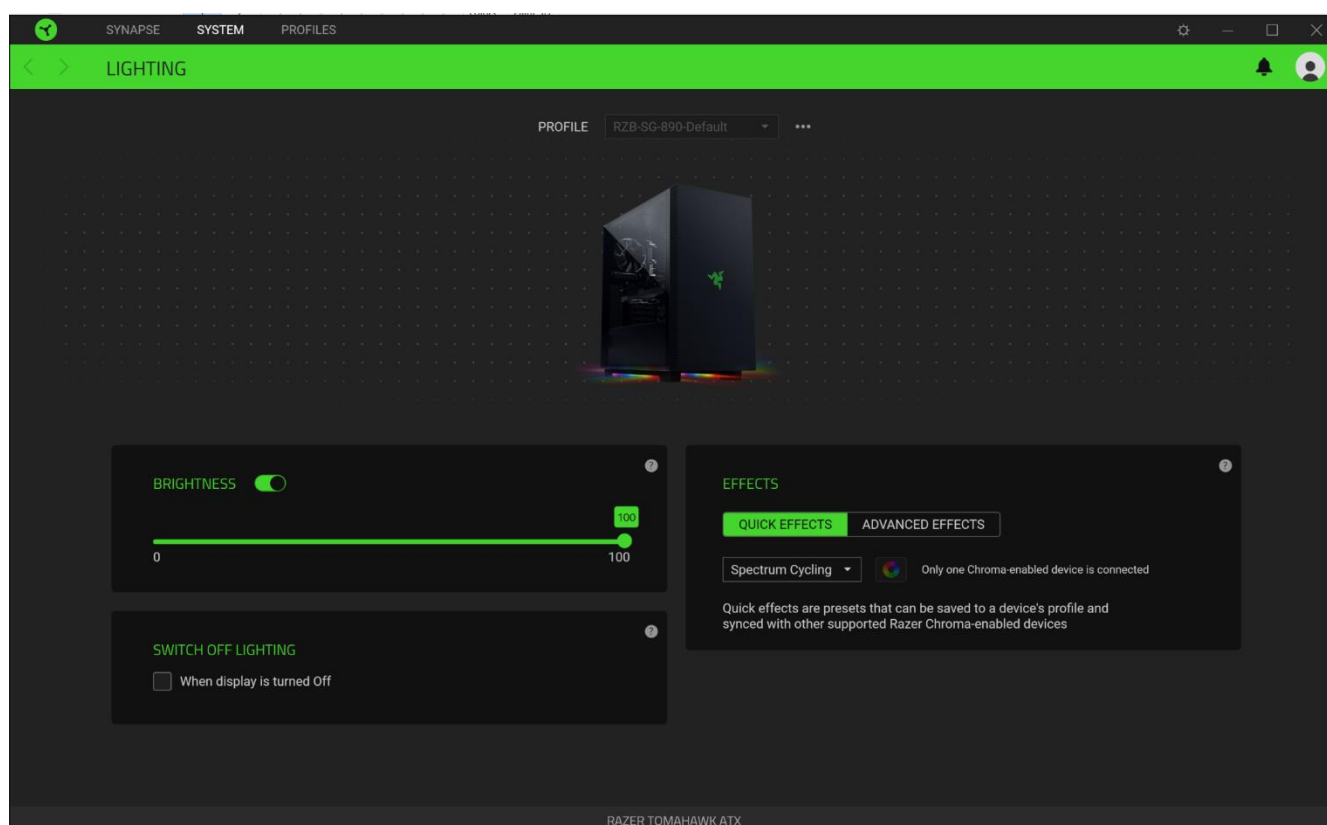 SYNAPSE SYSTEM PROFILES
LIGHTING
PROFILE RZB-SG-890-Default
BRIGHTNESS
100
0 100
SWITCH OFF LIGHTING
When display is turned Off
EFFECTS
QUICK EFFECTS ADVANCED EFFECTS
Spectrum Cycling Only one Chroma-enabled device is connected
Quick effects are presets that can be saved to a device's profile and
synced with other supported Razer Chroma-enabled devices
RAZER TOMAHAWK ATX